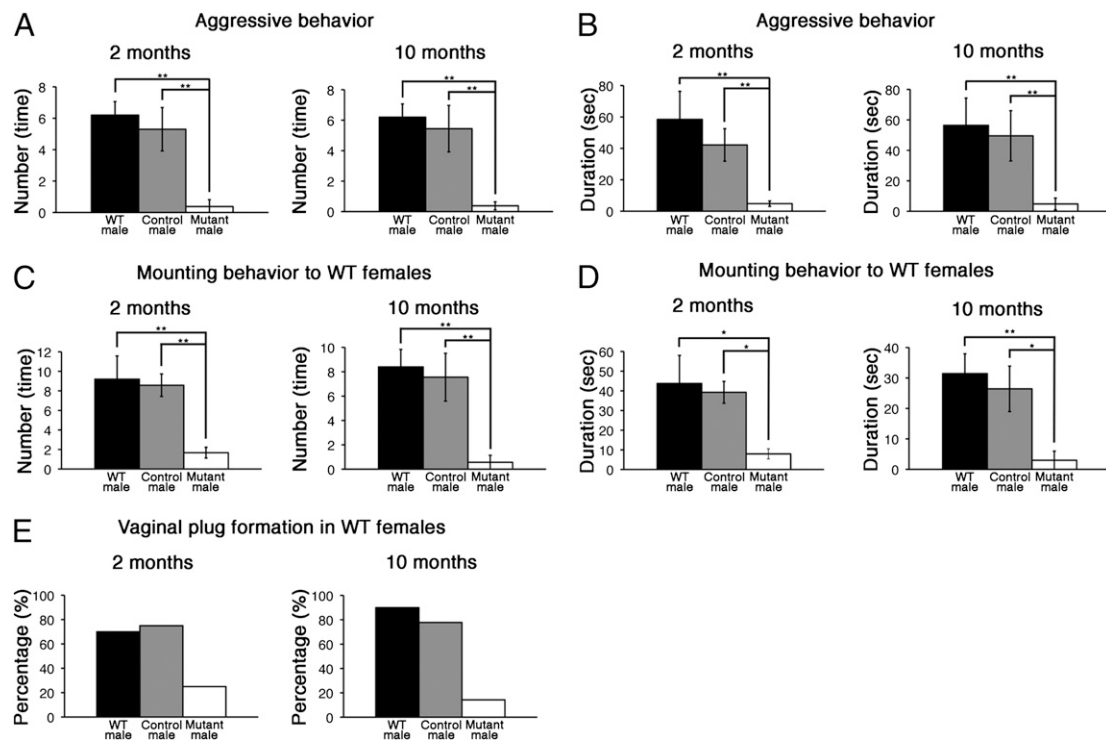 A
Aggressive behavior
2 months
10 months
Number (time)
8
6
4
2
0
**
**
WT male
Control male
Mutant male
Number (time)
8
6
4
2
0
**
**
WT male
Control male
Mutant male
B
Aggressive behavior
2 months
10 months
Duration (sec)
80
60
40
20
0
**
**
WT male
Control male
Mutant male
Duration (sec)
80
60
40
20
0
**
**
WT male
Control male
Mutant male
C
Mounting behavior to WT females
2 months
10 months
Number (time)
12
10
8
6
4
2
0
**
**
WT male
Control male
Mutant male
Number (time)
10
8
6
4
2
0
**
**
WT male
Control male
Mutant male
D
Mounting behavior to WT females
2 months
10 months
Duration (sec)
60
50
40
30
20
10
0
*
*
WT male
Control male
Mutant male
Duration (sec)
40
30
20
10
0
**
*
WT male
Control male
Mutant male
E
Vaginal plug formation in WT females
2 months
10 months
Percentage (%)
100
80
60
40
20
0
WT male
Control male
Mutant male
Percentage (%)
100
80
60
40
20
0
WT male
Control male
Mutant male